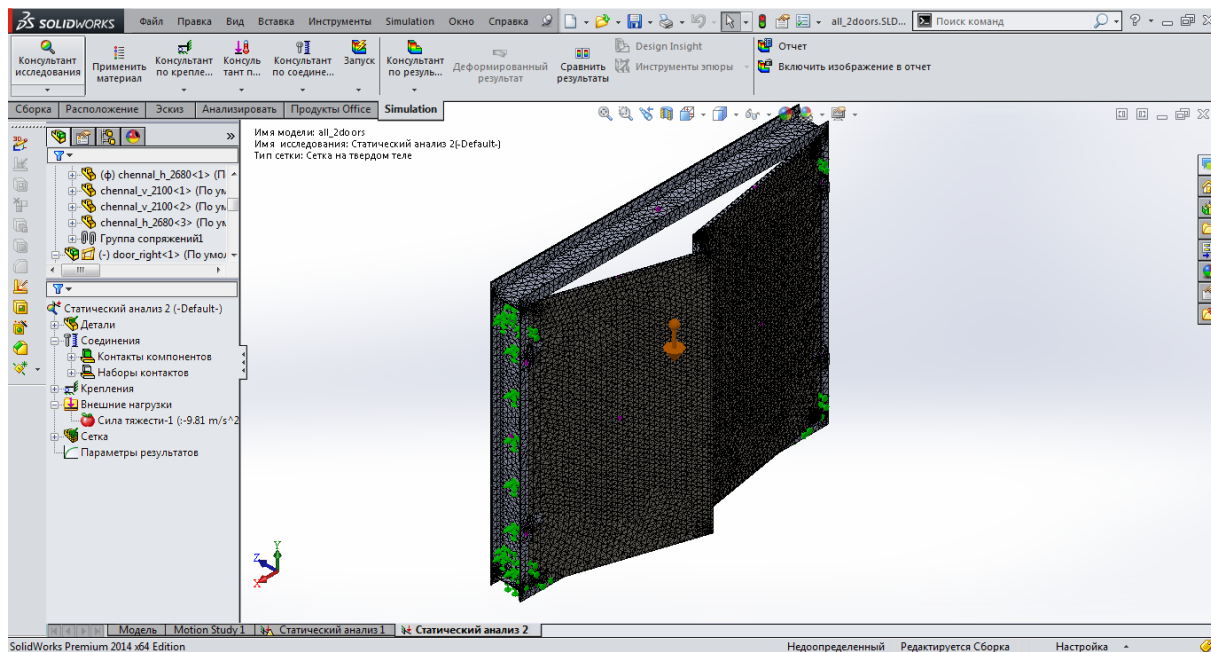 SOLIDWORKS Файл Правка Вид Вставка Инструменты Simulation Окно Справка all_2doors.SLD... Поиск команд
Консультант исследования
Применить материал
Консультант по крепле...
Консуль тант п...
Консультант по соедине...
Запуск
Консультант по резуль...
Деформированный результат
Сравнить результаты
Design Insight
Инструменты эпюры
Отчет
Включить изображение в отчет
Сборка Расположение Эскиз Анализировать Продукты Office Simulation
Имя модели: all_2doors
Имя исследования: Статический анализ 2(-Default-)
Тип сетки: Сетка на твердом теле
(ф) chennal_h_2680<1> (П
chennal_v_2100<1> (По ум
chennal_v_2100<2> (По ум
chennal_h_2680<3> (По ум
Группа сопряжений1
(-) door_right<1> (По умол
Статический анализ 2 (-Default-)
Детали
Соединения
Контакты компонентов
Наборы контактов
Крепления
Внешние нагрузки
Сила тяжести-1 (:-9.81 m/s^2
Сетка
Параметры результатов
Y
Z
X
Модель Motion Study 1 Статический анализ 1 Статический анализ 2
SolidWorks Premium 2014 x64 Edition Недоопределенный Редактируется Сборка Настройка